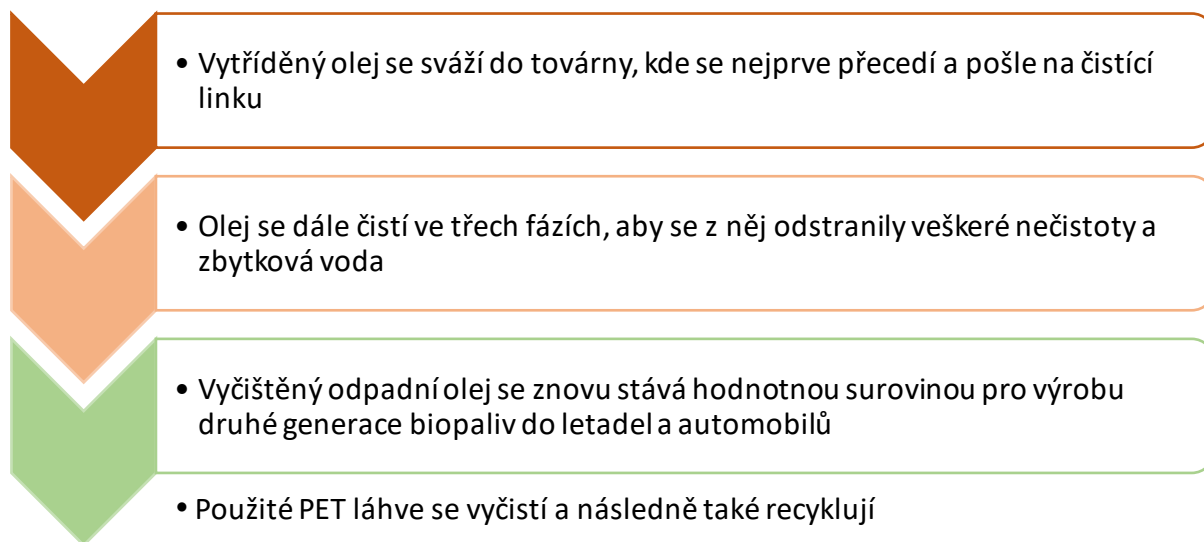 • Vytříděný olej se sváží do továrny, kde se nejprve přecedí a pošle na čistící
linku
• Olej se dále čistí ve třech fázích, aby se z něj odstranily veškeré nečistoty a
zbytková voda
• Vyčištěný odpadní olej se znovu stává hodnotnou surovinou pro výrobu
druhé generace biopaliv do letadel a automobilů
• Použité PET láhve se vyčistí a následně také recyklují